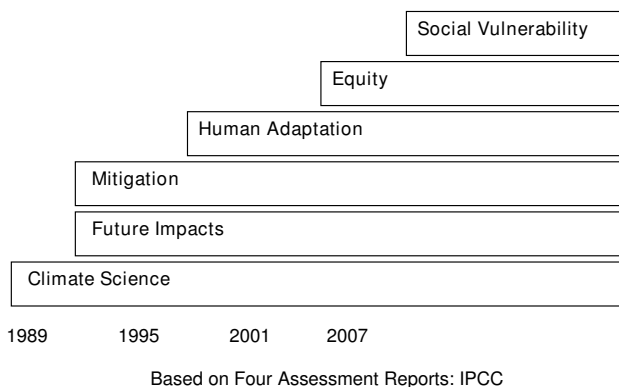 Social Vulnerability
Equity
Human Adaptation
Mitigation
Future Impacts
Climate Science
1989 1995 2001 2007
Based on Four Assessment Reports: IPCC